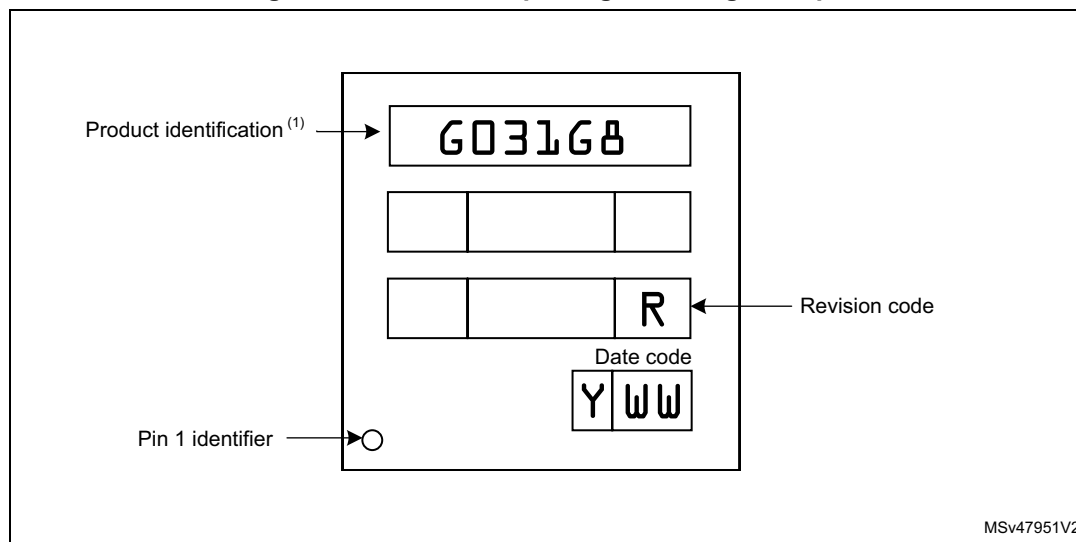 Product identification (1)
G031G8
R
Revision code
Date code
Y WW
Pin 1 identifier
MSv47951V2